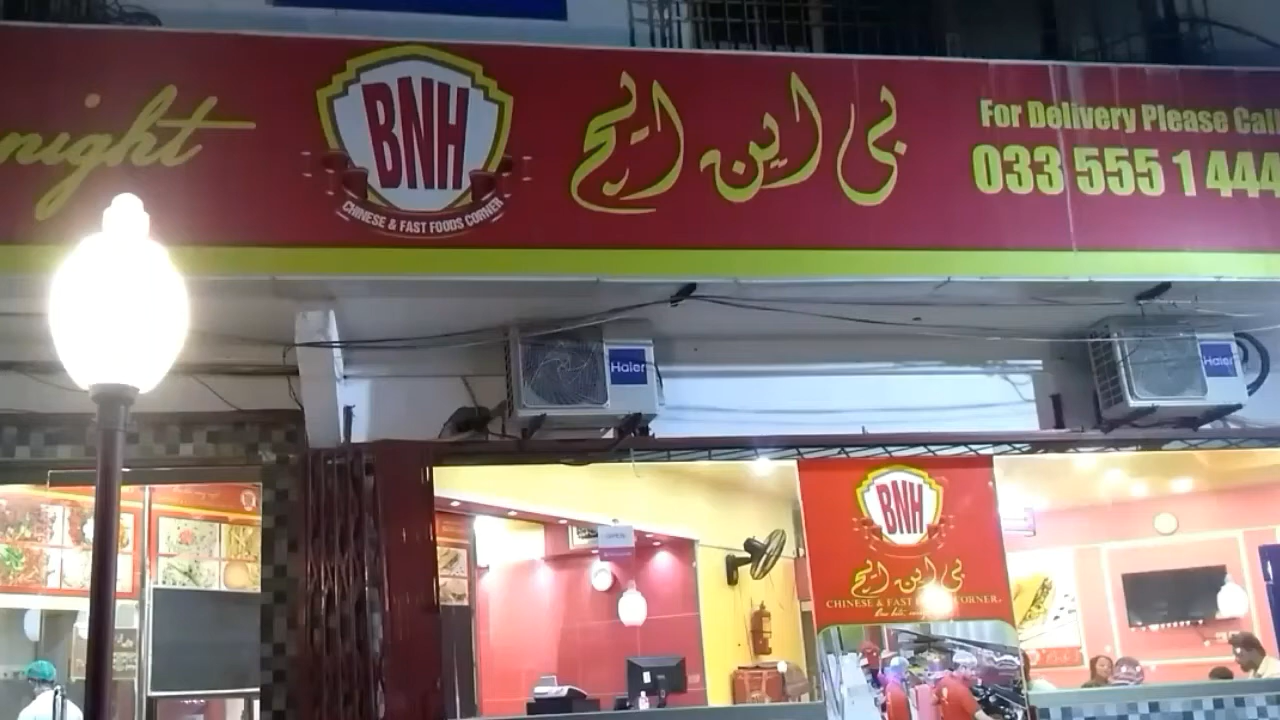 night
BNH
CHINESE & FAST FOODS CORNER
بی این ایچ
For Delivery Please Call
033 555 1 444
Haier
Haier
BNH
بی این ایچ
CHINESE & FAST CORNER